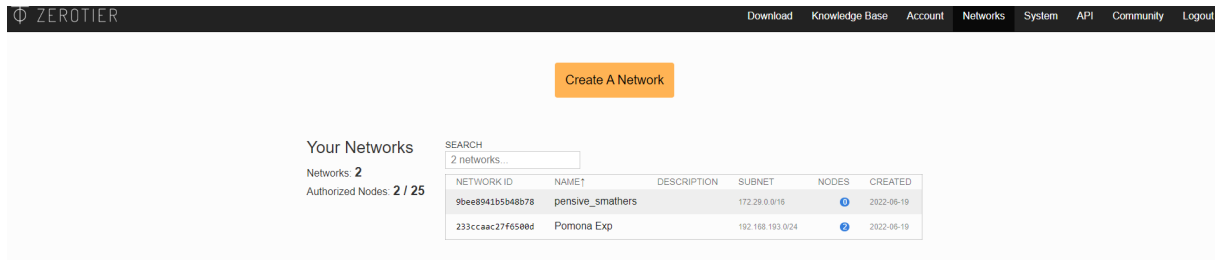 ZEROTIER Download Knowledge Base Account Networks System API Community Logout
Create A Network
Your Networks
Networks: 2
Authorized Nodes: 2 / 25
SEARCH
2 networks...
NETWORK ID NAME↑ DESCRIPTION SUBNET NODES CREATED
9bee8941b5b48b78 pensive_smathers 172.29.0.0/16 0 2022-06-19
233ccaac27f6500d Pomona Exp 192.168.193.0/24 2 2022-06-19